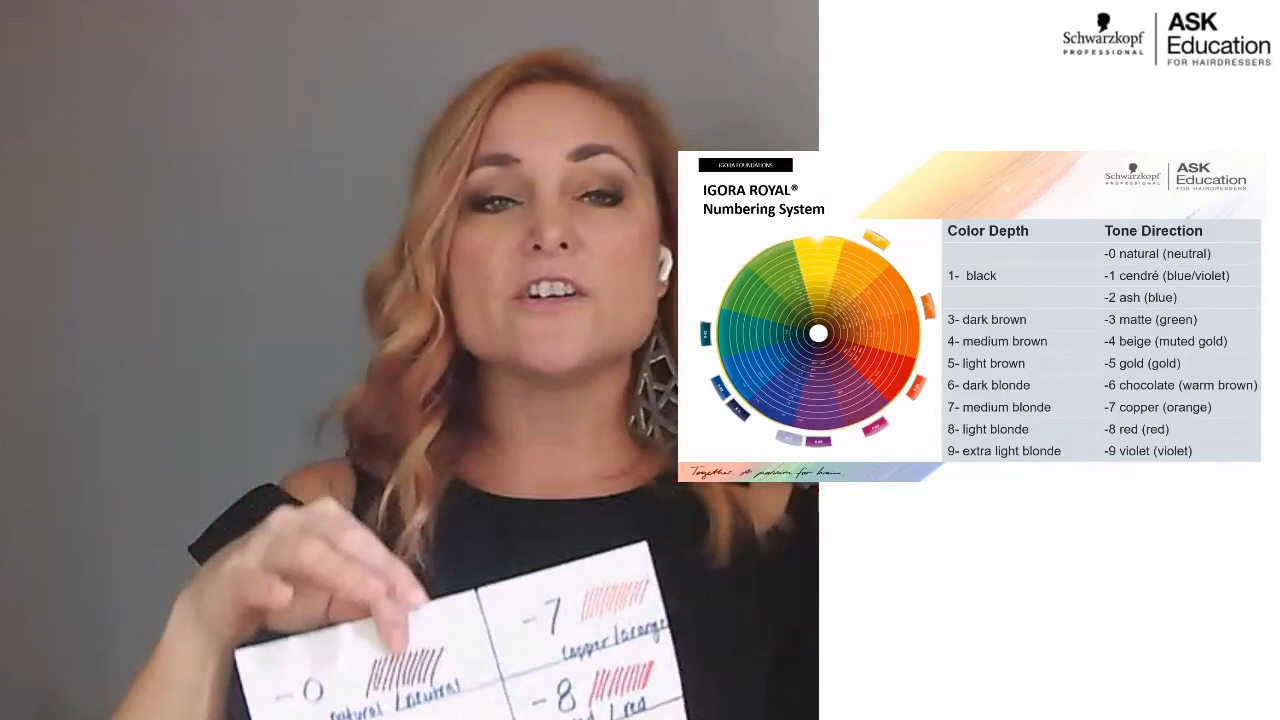 Schwarzkopf
PROFESSIONAL
ASK
Education
FOR HAIRDRESSERS
IGORA FOUNDATIONS
IGORA ROYAL®
Numbering System
Schwarzkopf
PROFESSIONAL
ASK
Education
FOR HAIRDRESSERS
Color Depth Tone Direction
-0 natural (neutral)
1- black -1 cendré (blue/violet)
-2 ash (blue)
3- dark brown -3 matte (green)
4- medium brown -4 beige (muted gold)
5- light brown -5 gold (gold)
6- dark blonde -6 chocolate (warm brown)
7- medium blonde -7 copper (orange)
8- light blonde -8 red (red)
9- extra light blonde -9 violet (violet)
Together. A passion for hair.
-7
copper/orange
-0
natural/neutral
-8
/ red